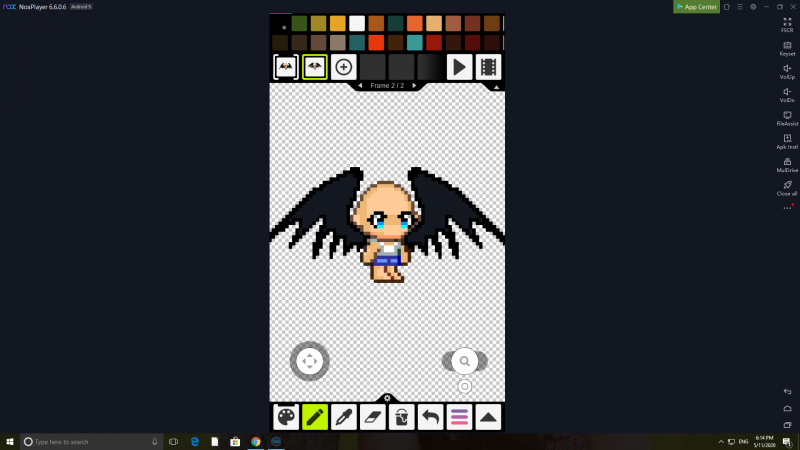 nox NoxPlayer 6.6.0.6 Android 5
App Center
FSCR
Keyset
VolUp
VolDn
FileAssist
Apk Instl
MulDrive
Close all
Frame 2 / 2
Type here to search
ENG
6:14 PM
5/11/2020